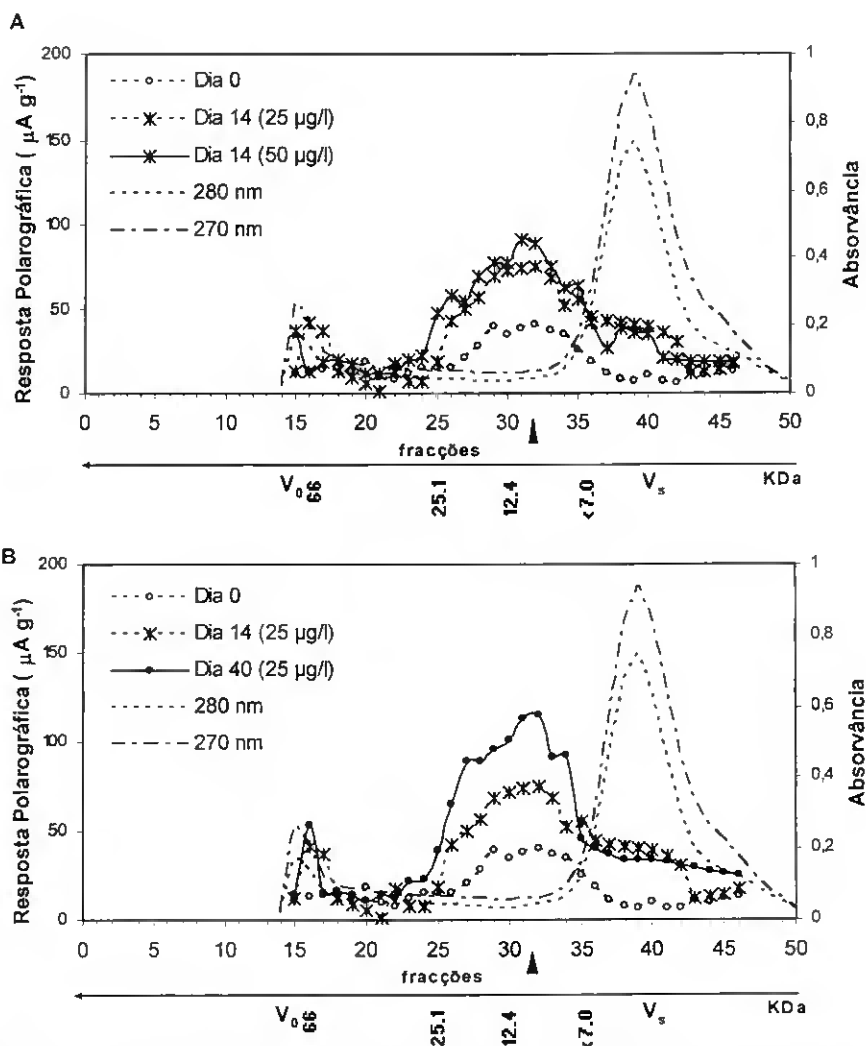 A
Resposta Polarográfica ( µA g⁻¹)
200
150
100
50
0
Dia 0
Dia 14 (25 µg/l)
Dia 14 (50 µg/l)
280 nm
270 nm
1
0,8
0,6
0,4
0,2
0
Absorvância
0 5 10 15 20 25 30 35 40 45 50
fracções
V₀ 66 25.1 12.4 <7.0 Vs KDa
B
Resposta Polarográfica ( µA g⁻¹)
200
150
100
50
0
Dia 0
Dia 14 (25 µg/l)
Dia 40 (25 µg/l)
280 nm
270 nm
1
0,8
0,6
0,4
0,2
0
Absorvância
0 5 10 15 20 25 30 35 40 45 50
fracções
V₀ 66 25.1 12.4 <7.0 Vs KDa